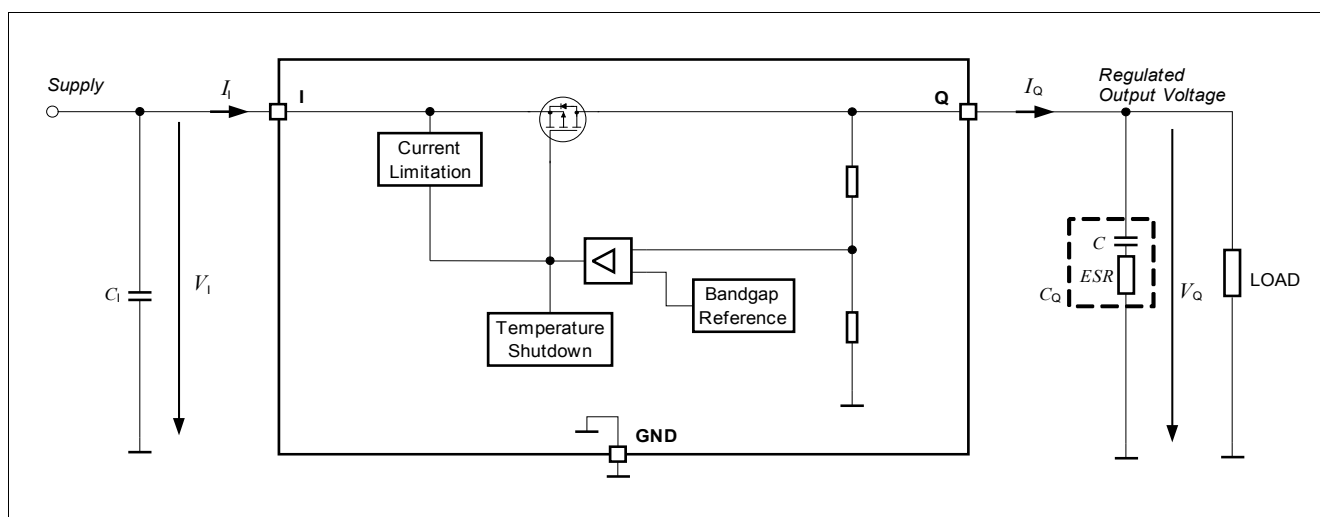 Supply
I_I
I
Q
I_Q
Regulated
Output Voltage
Current
Limitation
C_I
V_I
Bandgap
Reference
Temperature
Shutdown
C
ESR
C_Q
V_Q
LOAD
GND